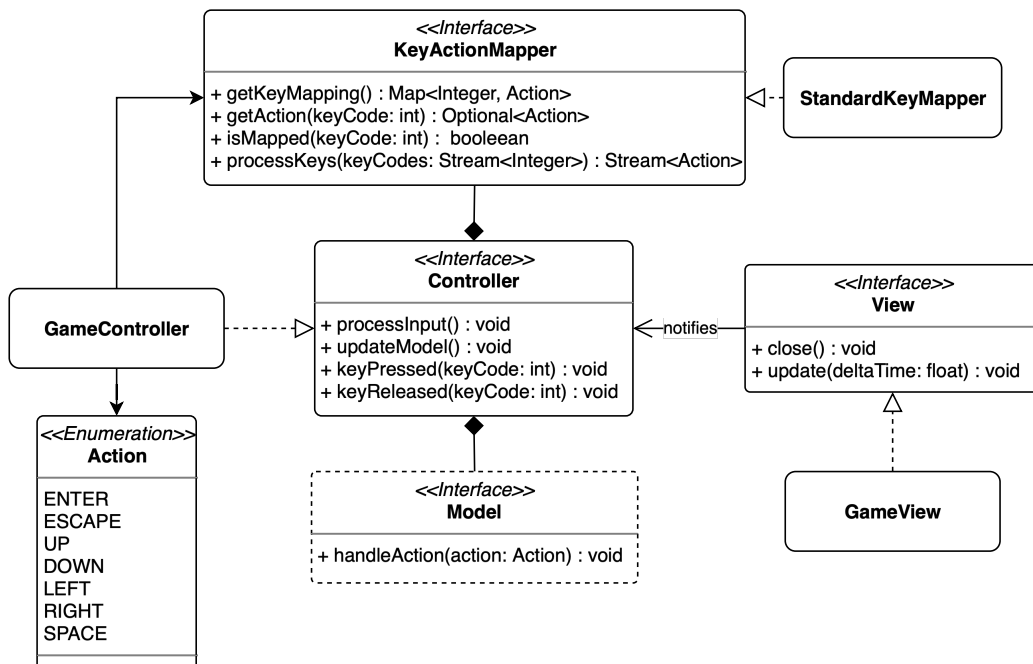 <<Interface>>
KeyActionMapper
+ getKeyMapping() : Map<Integer, Action>
+ getAction(keyCode: int) : Optional<Action>
+ isMapped(keyCode: int) :  booleean
+ processKeys(keyCodes: Stream<Integer>) : Stream<Action>
StandardKeyMapper
<<Interface>>
Controller
+ processInput() : void
+ updateModel() : void
+ keyPressed(keyCode: int) : void
+ keyReleased(keyCode: int) : void
GameController
notifies
<<Interface>>
View
+ close() : void
+ update(deltaTime: float) : void
<<Enumeration>>
Action
ENTER
ESCAPE
UP
DOWN
LEFT
RIGHT
SPACE
<<Interface>>
Model
+ handleAction(action: Action) : void
GameView